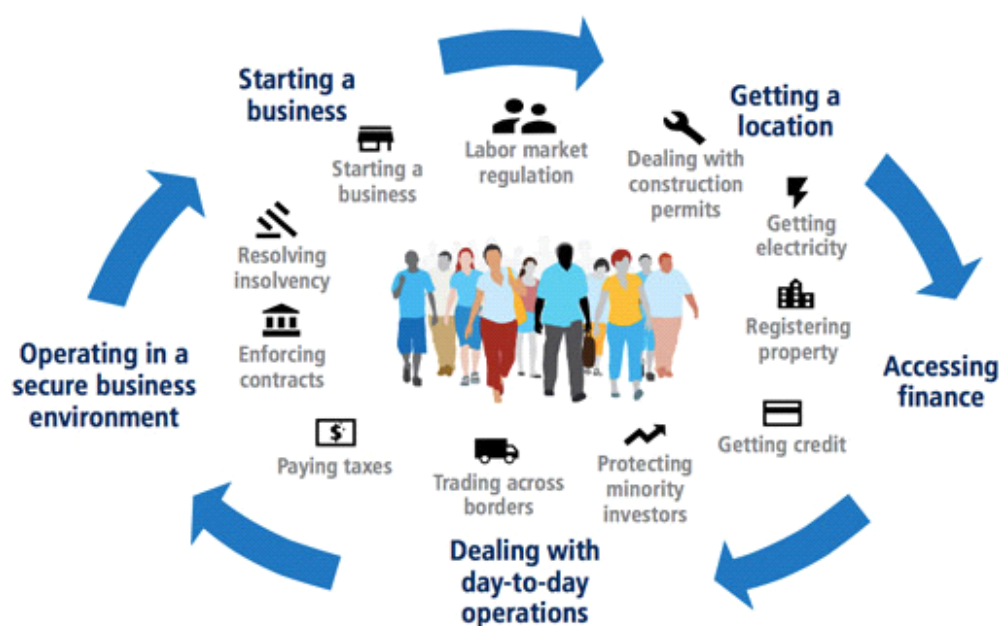 Starting a
business
Getting a
location
Starting a
business
Labor market
regulation
Dealing with
construction
permits
Getting
electricity
Resolving
insolvency
Registering
property
Enforcing
contracts
Operating in a
secure business
environment
Accessing
finance
Getting credit
Paying taxes
$
Trading across
borders
Protecting
minority
investors
Dealing with
day-to-day
operations